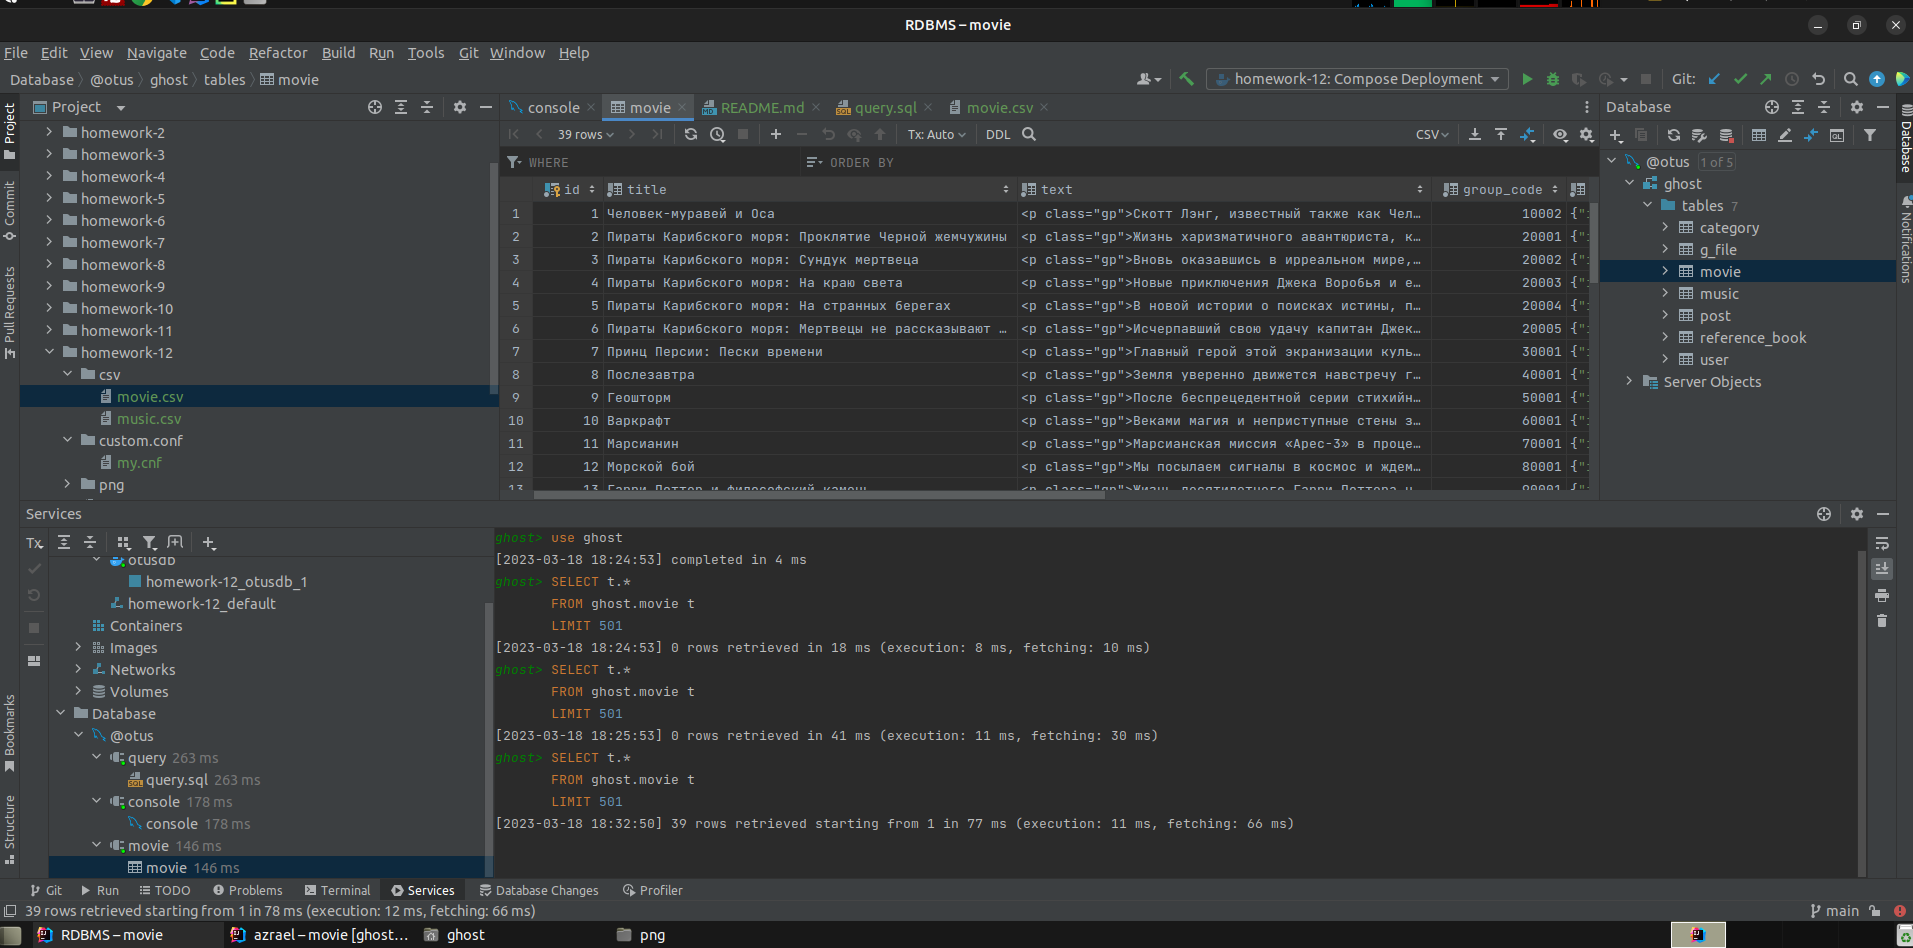 RDBMS – movie
File Edit View Navigate Code Refactor Build Run Tools Git Window Help
Database @otus ghost tables movie
homework-12: Compose Deployment
Git:
Project
console
movie
README.md
query.sql
movie.csv
Database
39 rows
Tx: Auto
DDL
CSV
WHERE
ORDER BY
Project
Commit
Pull Requests
Bookmarks
Structure
homework-2
homework-3
homework-4
homework-5
homework-6
homework-7
homework-8
homework-9
homework-10
homework-11
homework-12
csv
movie.csv
music.csv
custom.conf
my.cnf
png
id title text group_code
1 1 Человек-муравей и Оса <p class="gp">Скотт Лэнг, известный также как Чел… 10002 {"
2 2 Пираты Карибского моря: Проклятие Черной жемчужины <p class="gp">Жизнь харизматичного авантюриста, к… 20001 {"
3 3 Пираты Карибского моря: Сундук мертвеца <p class="gp">Вновь оказавшись в ирреальном мире,… 20002 {"
4 4 Пираты Карибского моря: На краю света <p class="gp">Новые приключения Джека Воробья и е… 20003 {"
5 5 Пираты Карибского моря: На странных берегах <p class="gp">В новой истории о поисках истины, п… 20004 {"
6 6 Пираты Карибского моря: Мертвецы не рассказывают … <p class="gp">Исчерпавший свою удачу капитан Джек… 20005 {"
7 7 Принц Персии: Пески времени <p class="gp">Главный герой этой экранизации куль… 30001 {"
8 8 Послезавтра <p class="gp">Земля уверенно движется навстречу г… 40001 {"
9 9 Геошторм <p class="gp">После беспрецедентной серии стихийн… 50001 {"
10 10 Варкрафт <p class="gp">Веками магия и неприступные стены з… 60001 {"
11 11 Марсианин <p class="gp">Марсианская миссия «Арес-3» в проце… 70001 {"
12 12 Морской бой <p class="gp">Мы посылаем сигналы в космос и ждем… 80001 {"
13 13 Гарри Поттер и философский камень <p class="gp">Жизнь десятилетнего Гарри Поттера н… 90001 {"
@otus 1 of 5
ghost
tables 7
category
g_file
movie
music
post
reference_book
user
Server Objects
Database
Notifications
Services
Tx
otusdb
homework-12_otusdb_1
homework-12_default
Containers
Images
Networks
Volumes
Database
@otus
query 263 ms
query.sql 263 ms
console 178 ms
console 178 ms
movie 146 ms
movie 146 ms
ghost> use ghost
[2023-03-18 18:24:53] completed in 4 ms
ghost> SELECT t.*
FROM ghost.movie t
LIMIT 501
[2023-03-18 18:24:53] 0 rows retrieved in 18 ms (execution: 8 ms, fetching: 10 ms)
ghost> SELECT t.*
FROM ghost.movie t
LIMIT 501
[2023-03-18 18:25:53] 0 rows retrieved in 41 ms (execution: 11 ms, fetching: 30 ms)
ghost> SELECT t.*
FROM ghost.movie t
LIMIT 501
[2023-03-18 18:32:50] 39 rows retrieved starting from 1 in 77 ms (execution: 11 ms, fetching: 66 ms)
Git Run TODO Problems Terminal Services Database Changes Profiler
39 rows retrieved starting from 1 in 78 ms (execution: 12 ms, fetching: 66 ms)
main
RDBMS – movie
azrael – movie [ghost...
ghost
png